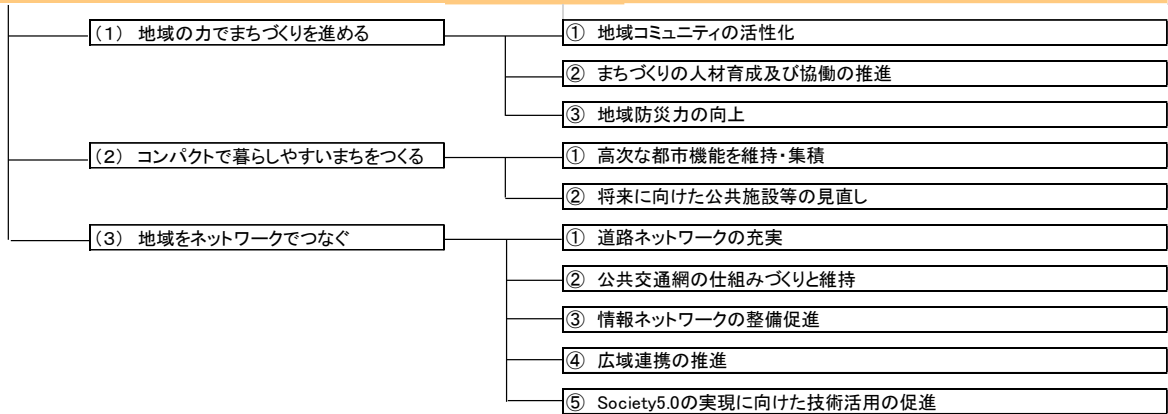 (1) 地域の力でまちづくりを進める
① 地域コミュニティの活性化
② まちづくりの人材育成及び協働の推進
③ 地域防災力の向上
(2) コンパクトで暮らしやすいまちをつくる
① 高次な都市機能を維持・集積
② 将来に向けた公共施設等の見直し
(3) 地域をネットワークでつなぐ
① 道路ネットワークの充実
② 公共交通網の仕組みづくりと維持
③ 情報ネットワークの整備促進
④ 広域連携の推進
⑤ Society5.0の実現に向けた技術活用の促進